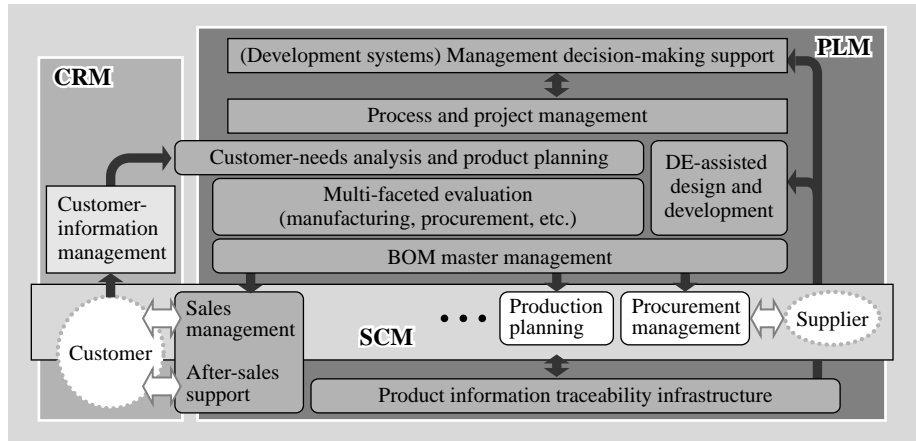 (Development systems) Management decision-making support
PLM
CRM
Process and project management
Customer-needs analysis and product planning
DE-assisted
design and
development
Multi-faceted evaluation
(manufacturing, procurement, etc.)
Customer-
information
management
BOM master management
Sales
management
• • •
Production
planning
Procurement
management
Supplier
SCM
Customer
After-sales
support
Product information traceability infrastructure